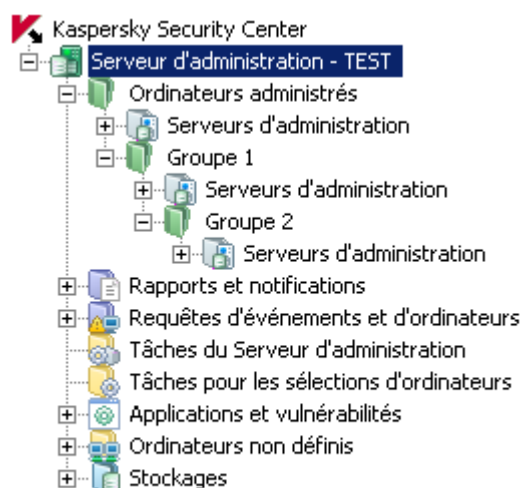 Kaspersky Security Center
Serveur d'administration - TEST
Ordinateurs administrés
Serveurs d'administration
Groupe 1
Serveurs d'administration
Groupe 2
Serveurs d'administration
Rapports et notifications
Requêtes d'événements et d'ordinateurs
Tâches du Serveur d'administration
Tâches pour les sélections d'ordinateurs
Applications et vulnérabilités
Ordinateurs non définis
Stockages